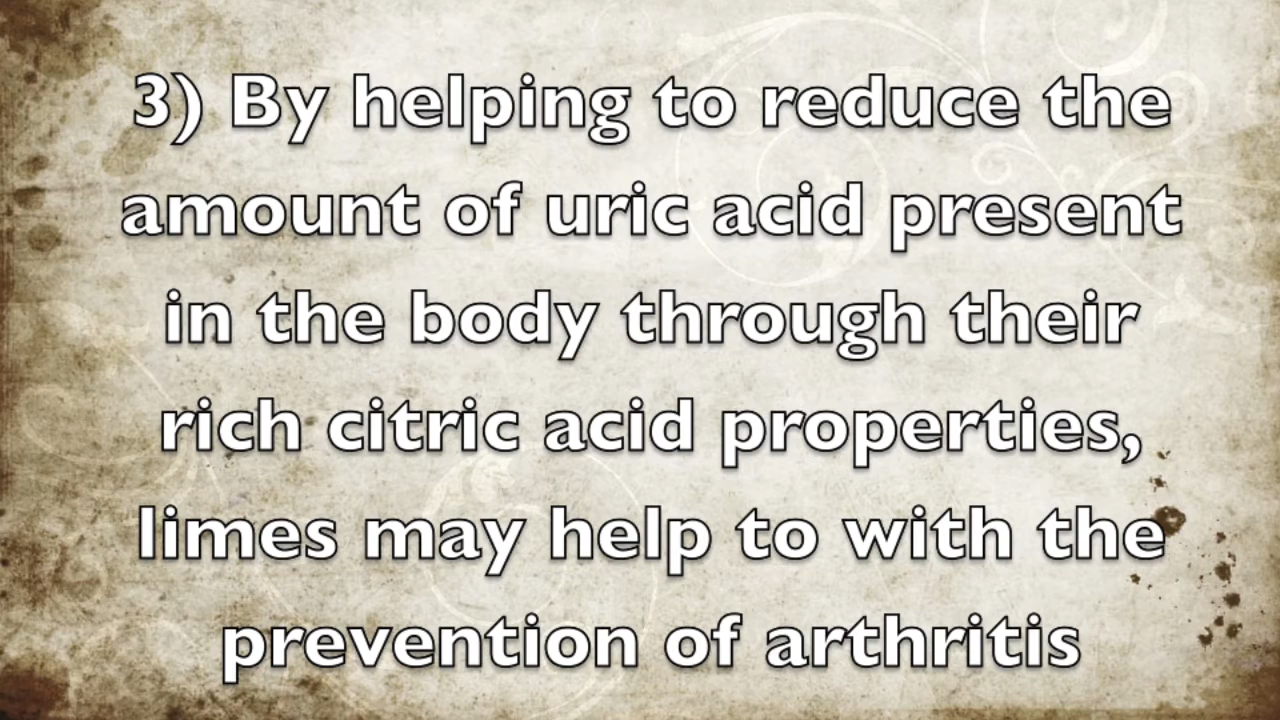 3) By helping to reduce the
amount of uric acid present
in the body through their
rich citric acid properties,
limes may help to with the
prevention of arthritis